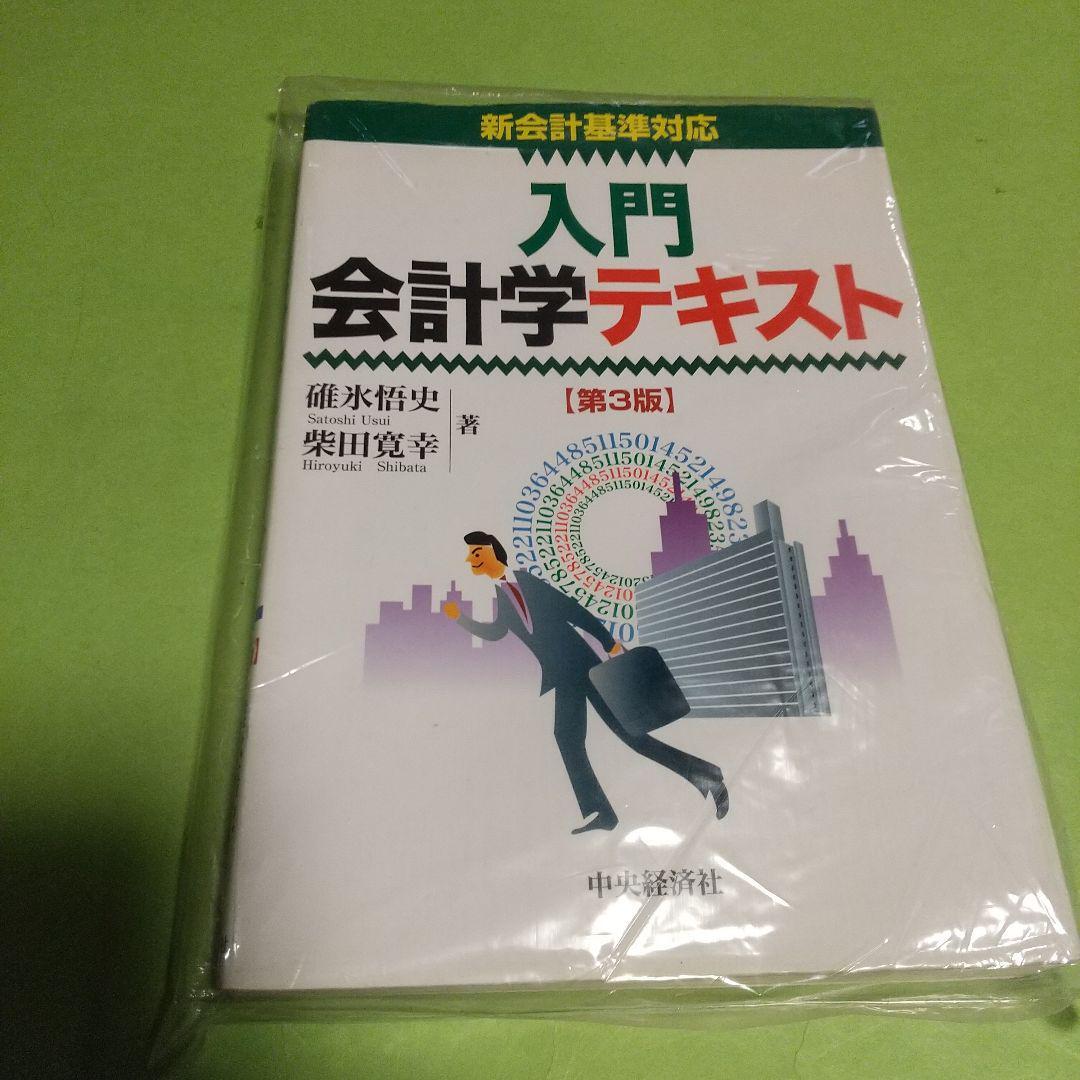 新会計基準対応
入門
会計学テキスト
【第3版】
碓氷悟史
Satoshi Usui
柴田寛幸
Hiroyuki Shibata
著
中央経済社